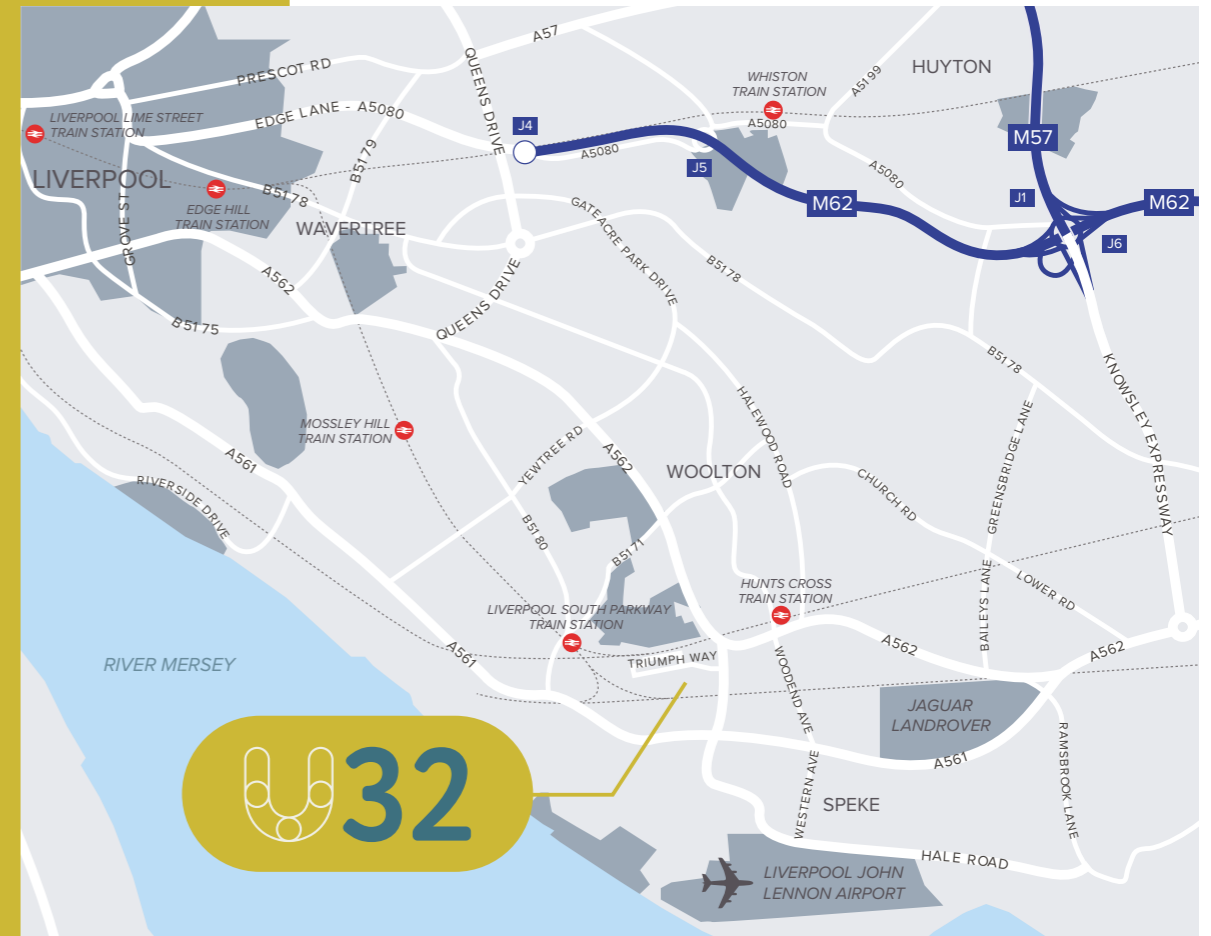 A57
HUYTON
PRESCOT RD
QUEENS DRIVE
WHISTON
TRAIN STATION
A5199
LIVERPOOL LIME STREET
TRAIN STATION
EDGE LANE - A5080
J4
A5080
A5080
M57
B5179
J5
A5080
LIVERPOOL
B5178
M62
J1
M62
EDGE HILL
TRAIN STATION
GROVE ST
WAVERTREE
GATEACRE PARK DRIVE
J6
A562
B5178
QUEENS DRIVE
B5175
B5178
KNOWSLEY EXPRESSWAY
MOSSLEY HILL
TRAIN STATION
HALEWOOD ROAD
A561
YEWTREE RD
A562
WOOLTON
GREENSBRIDGE LANE
RIVERSIDE DRIVE
CHURCH RD
B5180
B5171
HUNTS CROSS
TRAIN STATION
BAILEYS LANE
LOWER RD
LIVERPOOL SOUTH PARKWAY
TRAIN STATION
RIVER MERSEY
A561
TRIUMPH WAY
A562
A562
WOODEND AVE
JAGUAR
LANDROVER
RAMSBROOK LANE
A561
U32
WESTERN AVE
SPEKE
HALE ROAD
LIVERPOOL JOHN
LENNON AIRPORT